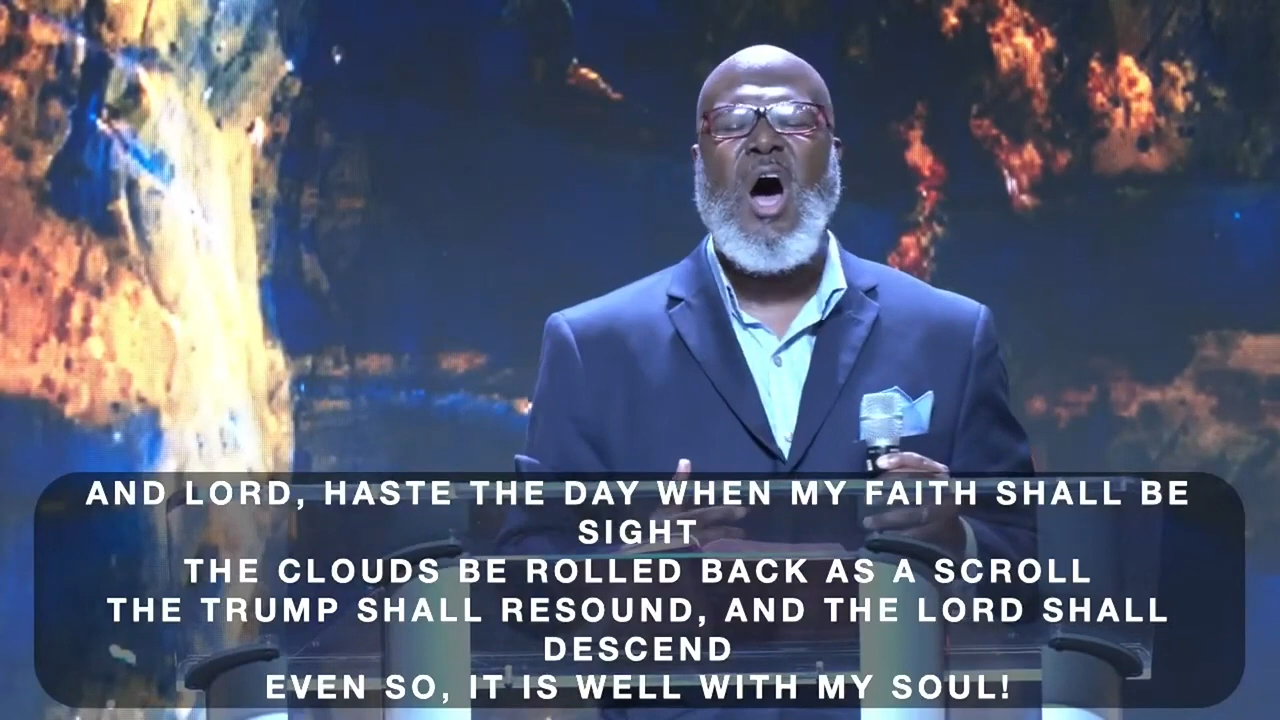 AND LORD, HASTE THE DAY WHEN MY FAITH SHALL BE
SIGHT
THE CLOUDS BE ROLLED BACK AS A SCROLL
THE TRUMP SHALL RESOUND, AND THE LORD SHALL
DESCEND
EVEN SO, IT IS WELL WITH MY SOUL!